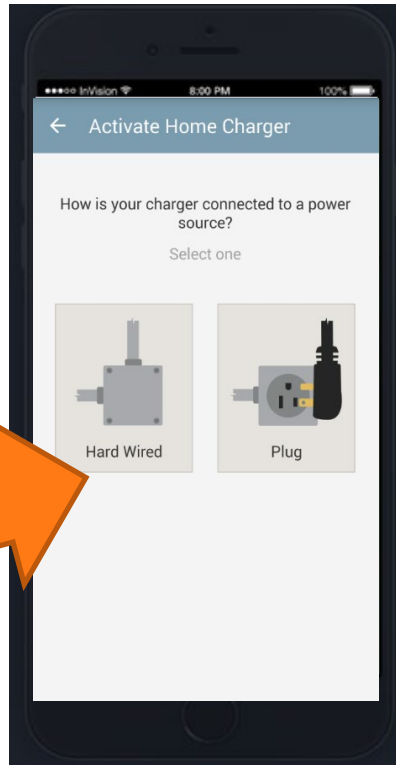 ●●●○○ InVision 8:00 PM 100%
← Activate Home Charger
How is your charger connected to a power
source?
Select one
Hard Wired Plug